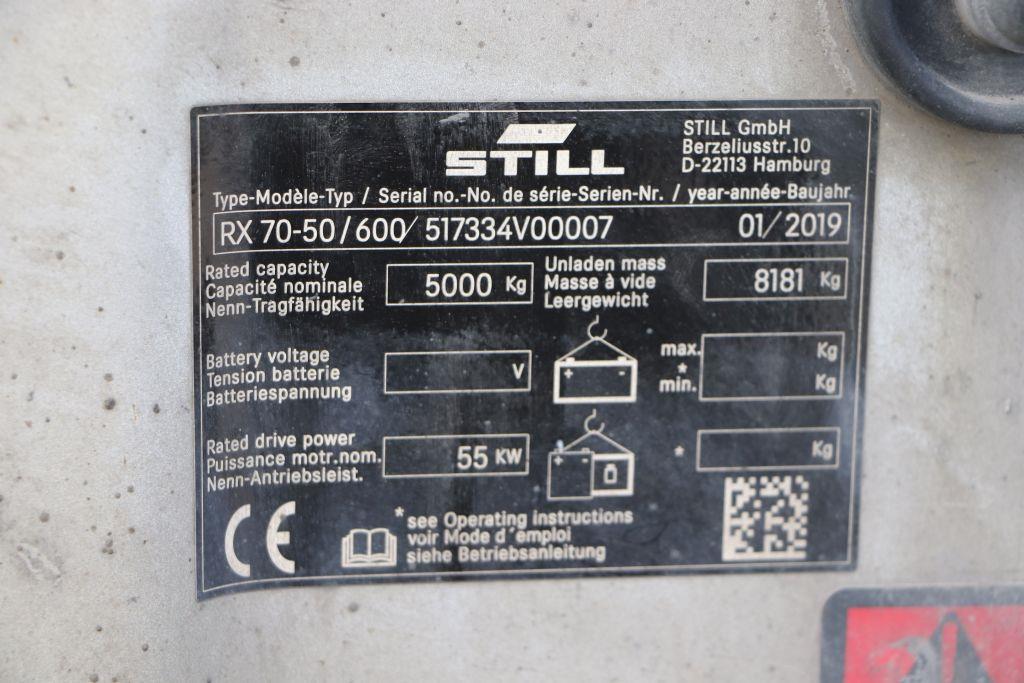 STILL
STILL GmbH
Berzeliusstr.10
D-22113 Hamburg
Type-Modèle-Typ / Serial no.-No. de série-Serien-Nr. / year-année-Baujahr
RX 70-50/600/ 517334V00007 01/2019
Rated capacity
Capacité nominale
Nenn-Tragfähigkeit
5000 Kg
Unladen mass
Masse à vide
Leergewicht
8181 Kg
Battery voltage
Tension batterie
Batteriespannung
V
+ -
max. Kg
*
min. Kg
Rated drive power
Puissance motr.nom.
Nenn-Antriebsleist.
55 KW
+ -
* Kg
CE
*see Operating instructions
voir Mode d´emploi
siehe Betriebsanleitung